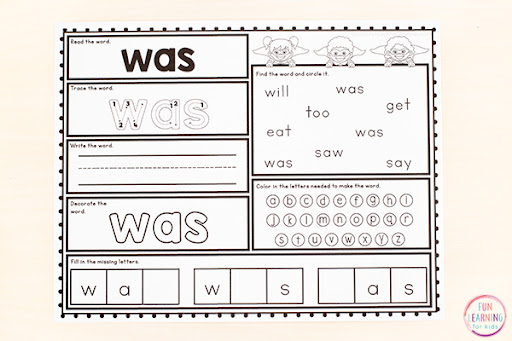 Read the word.
was
Trace the word.
was
Write the word.
Decorate the
word.
was
Find the word and circle it.
will was
too get
eat was
was saw say
Color in the letters needed to make the word.
a b c d e f g h i
j k l m n o p q r
s t u v w x y z
Fill in the missing letters.
w a w s a s
FUN
LEARNING
for kids